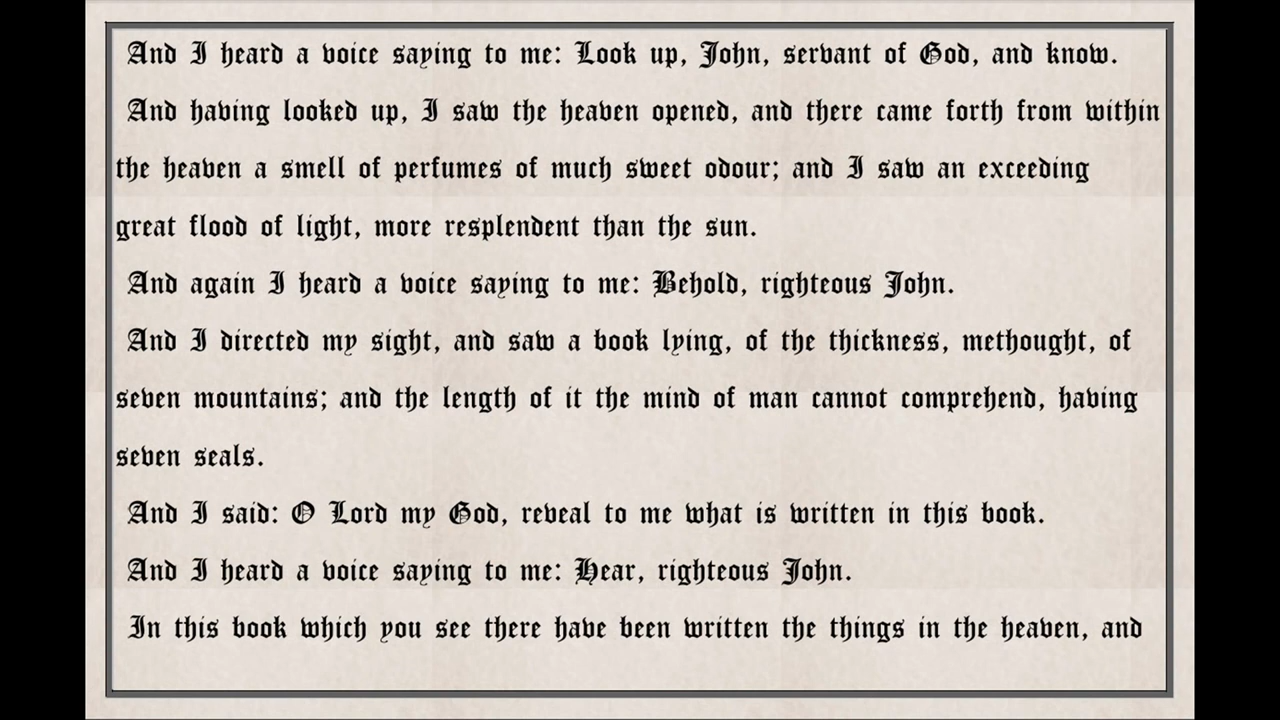 And I heard a voice saying to me: Look up, John, servant of God, and know.
And having looked up, I saw the heaven opened, and there came forth from within
the heaven a smell of perfumes of much sweet odour; and I saw an exceeding
great flood of light, more resplendent than the sun.
And again I heard a voice saying to me: Behold, righteous John.
And I directed my sight, and saw a book lying, of the thickness, methought, of
seven mountains; and the length of it the mind of man cannot comprehend, having
seven seals.
And I said: O Lord my God, reveal to me what is written in this book.
And I heard a voice saying to me: Hear, righteous John.
In this book which you see there have been written the things in the heaven, and